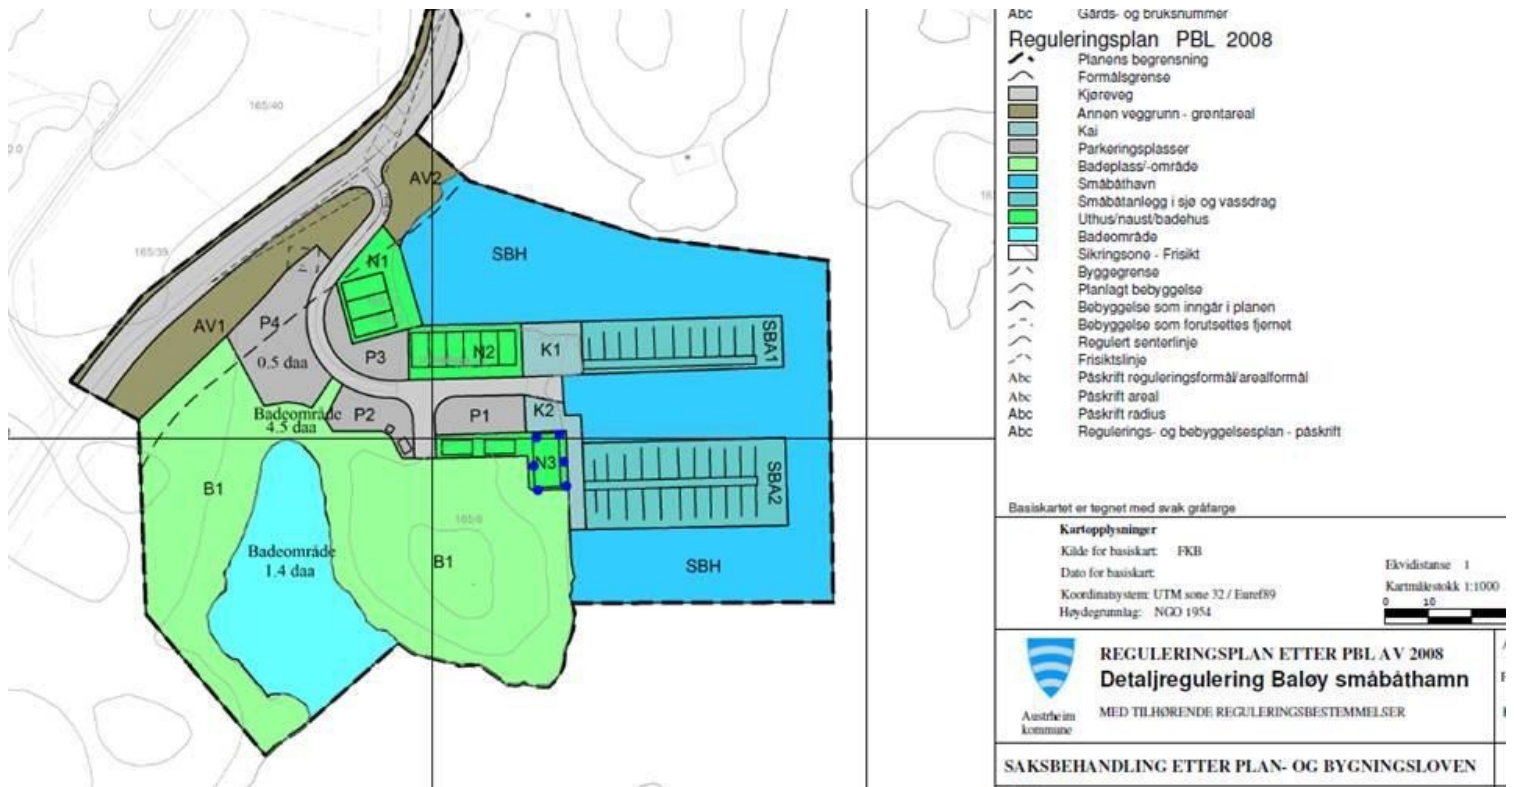 165/40
0.0
AV2
165/39
SBH
N1
AV1
P4
0.5 daa
P3
N2
K1
SBA1
Badeområde
4.5 daa
P2
P1
K2
N3
B1
165/6
SBA2
Badeområde
1.4 daa
B1
SBH
Abc Gårds- og bruksnummer
Reguleringsplan PBL 2008
Planens begrensning
Formålsgrense
Kjøreveg
Annen veggrunn - grøntareal
Kai
Parkeringsplasser
Badeplass/-område
Småbåthavn
Småbåtanlegg i sjø og vassdrag
Uthus/naust/badehus
Badeområde
Sikringsone - Frisikt
Byggegrense
Planlagt bebyggelse
Bebyggelse som inngår i planen
Bebyggelse som forutsettes fjernet
Regulert senterlinje
Frisiktslinje
Abc Påskrift reguleringsformål/arealformål
Abc Påskrift areal
Abc Påskrift radius
Abc Regulerings- og bebyggelsesplan - påskrift
Basiskartet er tegnet med svak gråfarge
Kartopplysninger
Kilde for basiskart: FKB
Dato for basiskart:
Koordinatsystem: UTM sone 32 / Euref89
Høydegrunnlag: NGO 1954
Ekvidistanse 1
Kartmålestokk 1:1000
0 10
REGULERINGSPLAN ETTER PBL AV 2008
Detaljregulering Baløy småbåthamn
MED TILHØRENDE REGULERINGSBESTEMMELSER
Austrheim
kommune
SAKSBEHANDLING ETTER PLAN- OG BYGNINGSLOVEN